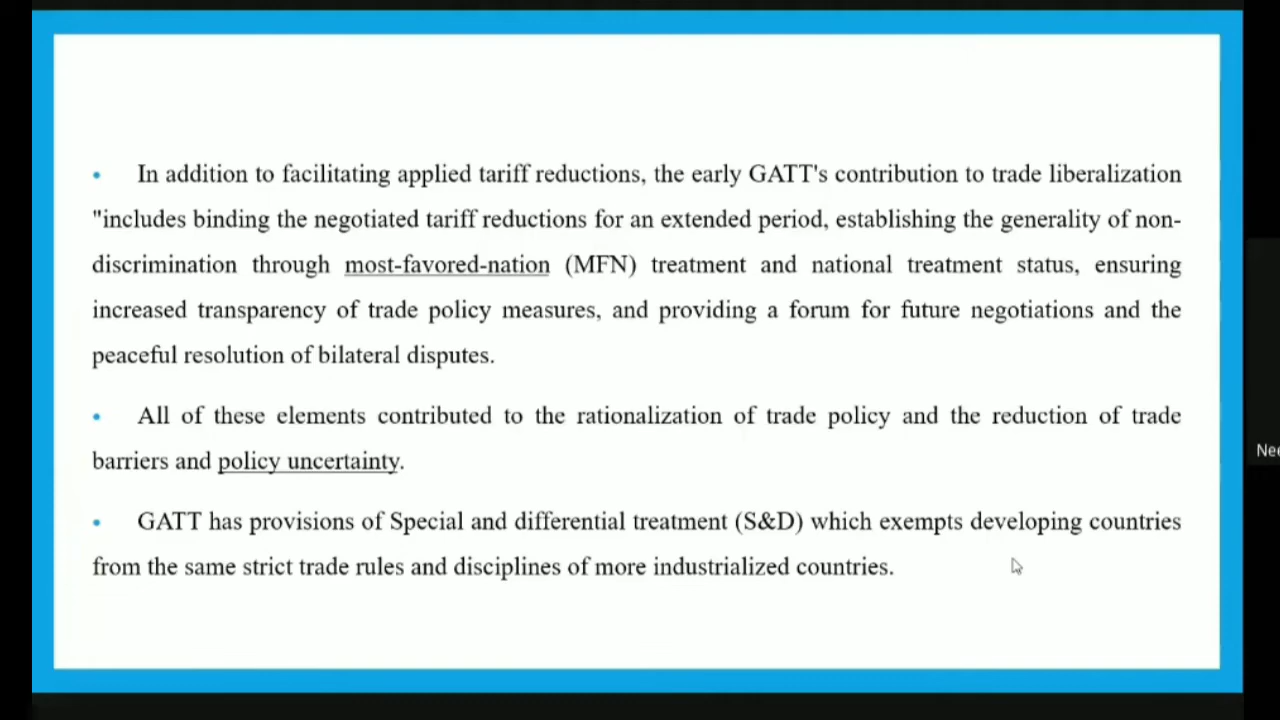 • In addition to facilitating applied tariff reductions, the early GATT's contribution to trade liberalization
"includes binding the negotiated tariff reductions for an extended period, establishing the generality of non-
discrimination through most-favored-nation (MFN) treatment and national treatment status, ensuring
increased transparency of trade policy measures, and providing a forum for future negotiations and the
peaceful resolution of bilateral disputes.
• All of these elements contributed to the rationalization of trade policy and the reduction of trade
barriers and policy uncertainty.
• GATT has provisions of Special and differential treatment (S&D) which exempts developing countries
from the same strict trade rules and disciplines of more industrialized countries.
Nee